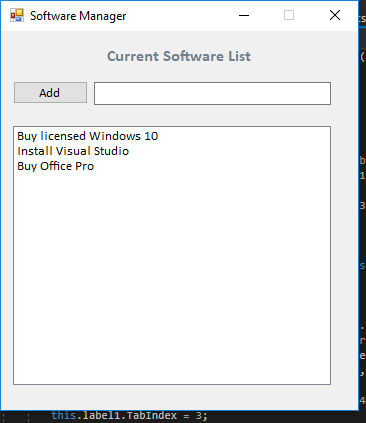 Software Manager
Current Software List
Add
Buy licensed Windows 10
Install Visual Studio
Buy Office Pro
this.label1.TabIndex = 3;